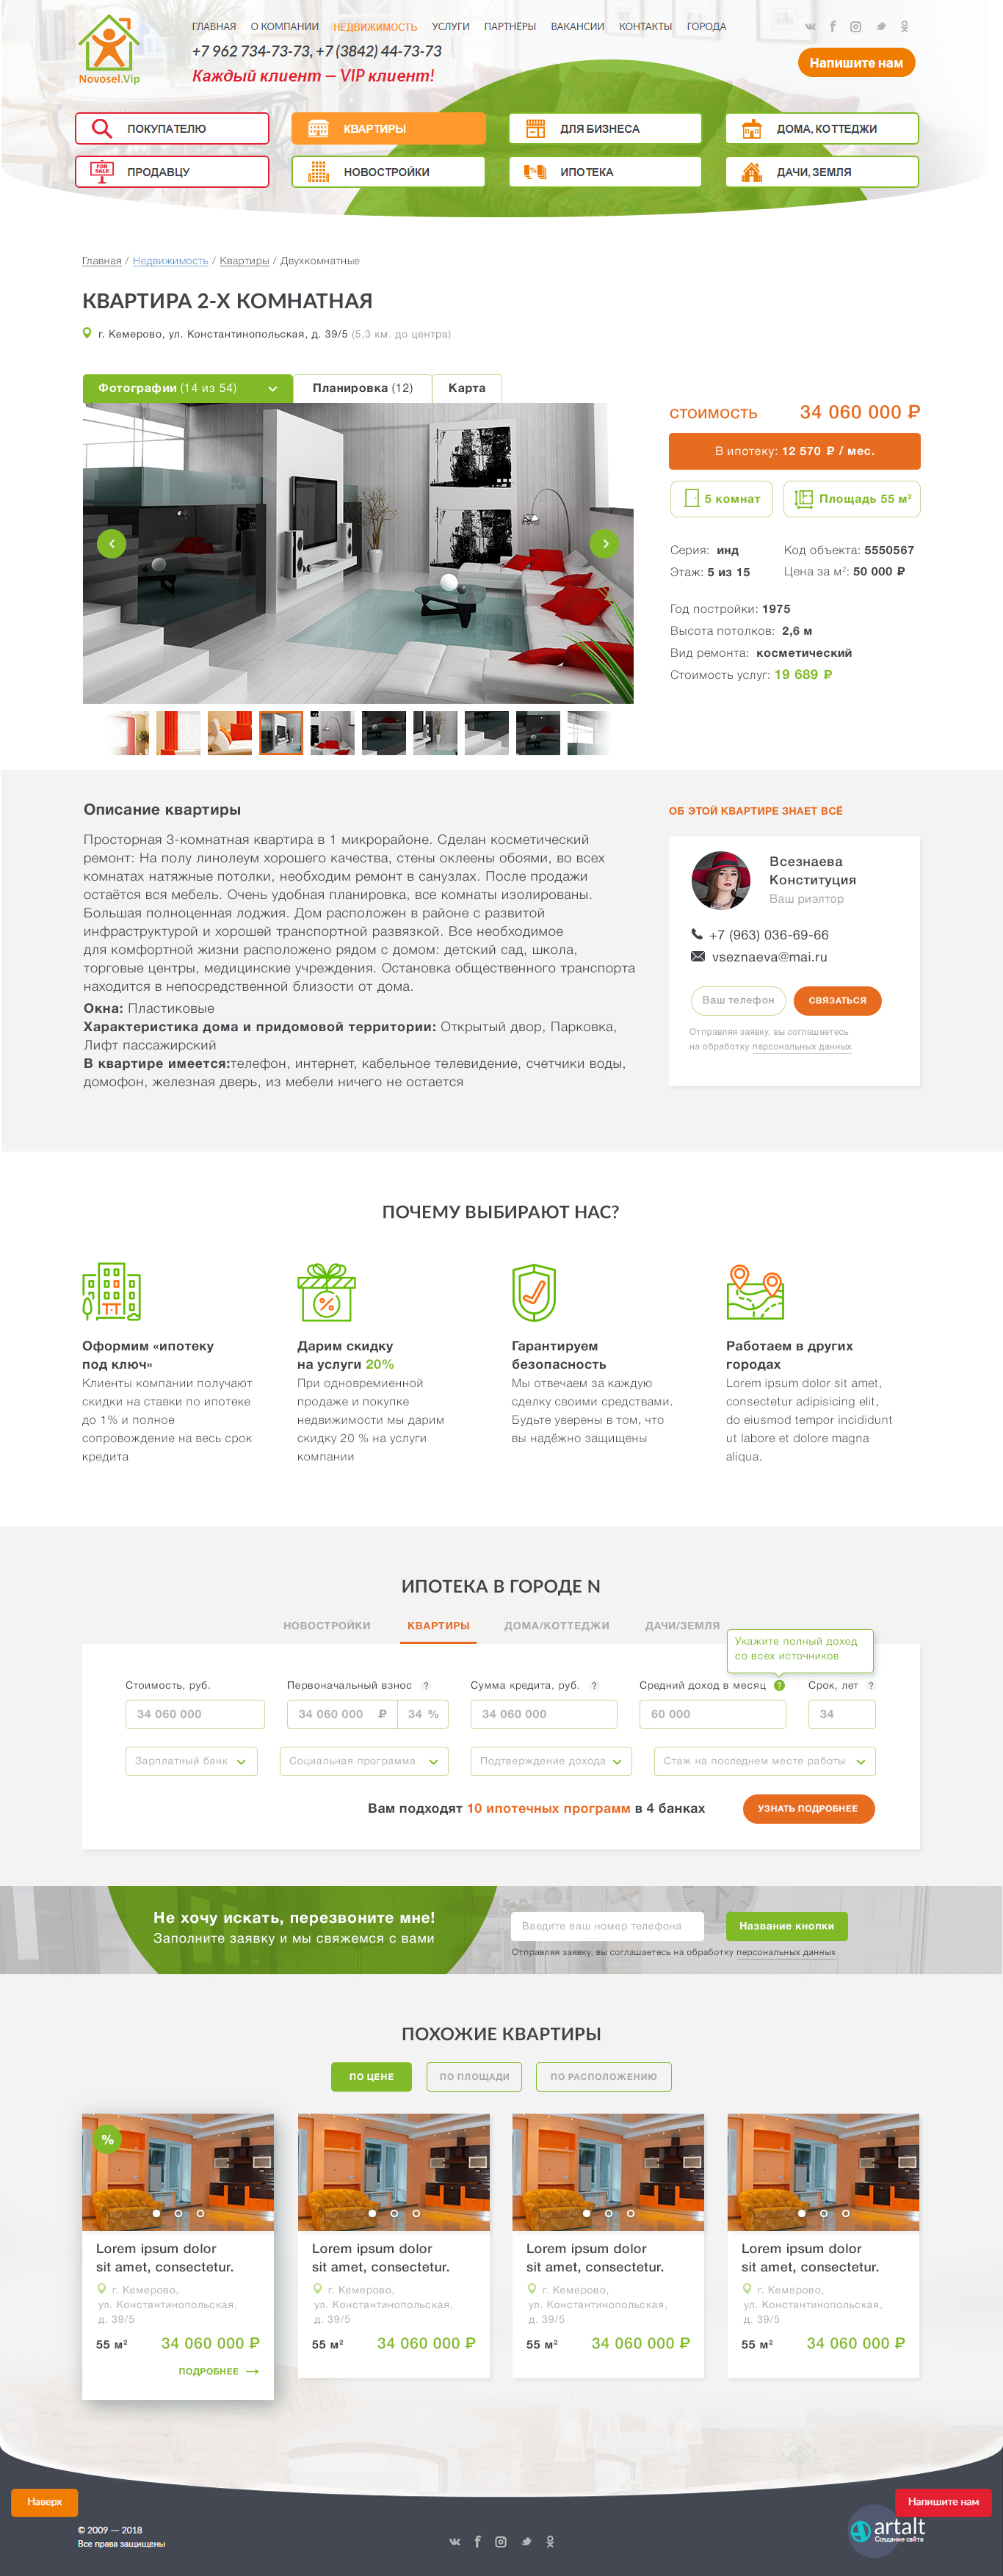 ГЛАВНАЯ О КОМПАНИИ НЕДВИЖИМОСТЬ УСЛУГИ ПАРТНЁРЫ ВАКАНСИИ КОНТАКТЫ ГОРОДА
Novosel.Vip
+7 962 734-73-73, +7 (3842) 44-73-73
Каждый клиент – VIP клиент!
Напишите нам
ПОКУПАТЕЛЮ
КВАРТИРЫ
ДЛЯ БИЗНЕСА
ДОМА, КОТТЕДЖИ
FOR SALE
ПРОДАВЦУ
НОВОСТРОЙКИ
ИПОТЕКА
ДАЧИ, ЗЕМЛЯ
Главная / Недвижимость / Квартиры / Двухкомнатные
КВАРТИРА 2-Х КОМНАТНАЯ
г. Кемерово, ул. Константинопольская, д. 39/5 (5,3 км. до центра)
Фотографии (14 из 54)
Планировка (12)
Карта
СТОИМОСТЬ 34 060 000 ₽
В ипотеку: 12 570 ₽ / мес.
5 комнат
Площадь 55 м²
Серия: инд
Код объекта: 5550567
Этаж: 5 из 15
Цена за м²: 50 000 ₽
Год постройки: 1975
Высота потолков: 2,6 м
Вид ремонта: косметический
Стоимость услуг: 19 689 ₽
Описание квартиры
Просторная 3-комнатная квартира в 1 микрорайоне. Сделан косметический
ремонт: На полу линолеум хорошего качества, стены оклеены обоями, во всех
комнатах натяжные потолки, необходим ремонт в санузлах. После продажи
остаётся вся мебель. Очень удобная планировка, все комнаты изолированы.
Большая полноценная лоджия. Дом расположен в районе с развитой
инфраструктурой и хорошей транспортной развязкой. Все необходимое
для комфортной жизни расположено рядом с домом: детский сад, школа,
торговые центры, медицинские учреждения. Остановка общественного транспорта
находится в непосредственной близости от дома.
Окна: Пластиковые
Характеристика дома и придомовой территории: Открытый двор, Парковка,
Лифт пассажирский
В квартире имеется:телефон, интернет, кабельное телевидение, счетчики воды,
домофон, железная дверь, из мебели ничего не остается
ОБ ЭТОЙ КВАРТИРЕ ЗНАЕТ ВСЁ
Всезнаева
Конституция
Ваш риэлтор
+7 (963) 036-69-66
vseznaeva@mai.ru
Ваш телефон
СВЯЗАТЬСЯ
Отправляя заявку, вы соглашаетесь
на обработку персональных данных
ПОЧЕМУ ВЫБИРАЮТ НАС?
Оформим «ипотеку
под ключ»
Клиенты компании получают
скидки на ставки по ипотеке
до 1% и полное
сопровождение на весь срок
кредита
%
Дарим скидку
на услуги 20%
При одновремиенной
продаже и покупке
недвижимости мы дарим
скидку 20 % на услуги
компании
Гарантируем
безопасность
Мы отвечаем за каждую
сделку своими средствами.
Будьте уверены в том, что
вы надёжно защищены
Работаем в других
городах
Lorem ipsum dolor sit amet,
consectetur adipisicing elit,
do eiusmod tempor incididunt
ut labore et dolore magna
aliqua.
ИПОТЕКА В ГОРОДЕ N
НОВОСТРОЙКИ КВАРТИРЫ ДОМА/КОТТЕДЖИ ДАЧИ/ЗЕМЛЯ
Укажите полный доход
со всех источников
Стоимость, руб.
Первоначальный взнос ?
Сумма кредита, руб. ?
Средний доход в месяц ?
Срок, лет ?
34 060 000
34 060 000 ₽ 34 %
34 060 000
60 000
34
Зарплатный банк
Социальная программа
Подтверждение дохода
Стаж на последнем месте работы
Вам подходят 10 ипотечных программ в 4 банках
УЗНАТЬ ПОДРОБНЕЕ
Не хочу искать, перезвоните мне!
Заполните заявку и мы свяжемся с вами
Введите ваш номер телефона
Название кнопки
Отправляя заявку, вы соглашаетесь на обработку персональных данных
ПОХОЖИЕ КВАРТИРЫ
ПО ЦЕНЕ
ПО ПЛОЩАДИ
ПО РАСПОЛОЖЕНИЮ
%
Lorem ipsum dolor
sit amet, consectetur.
г. Кемерово,
ул. Константинопольская,
д. 39/5
55 м² 34 060 000 ₽
ПОДРОБНЕЕ
Lorem ipsum dolor
sit amet, consectetur.
г. Кемерово,
ул. Константинопольская,
д. 39/5
55 м² 34 060 000 ₽
Lorem ipsum dolor
sit amet, consectetur.
г. Кемерово,
ул. Константинопольская,
д. 39/5
55 м² 34 060 000 ₽
Lorem ipsum dolor
sit amet, consectetur.
г. Кемерово,
ул. Константинопольская,
д. 39/5
55 м² 34 060 000 ₽
Наверх
Напишите нам
© 2009 — 2018
Все права защищены
artalt
Создание сайта